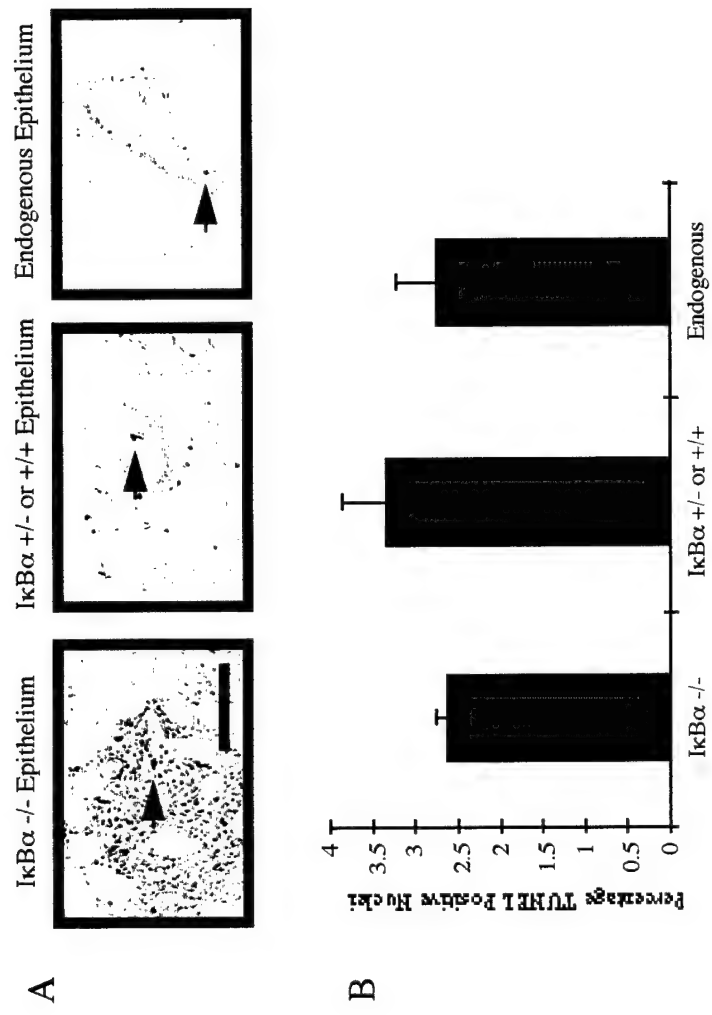 A
IκBα -/- Epithelium
IκBα +/- or +/+ Epithelium
Endogenous Epithelium
B
Percentage TUNEL Positive Nuclei
4
3.5
3
2.5
2
1.5
1
0.5
0
IκBα -/-
IκBα +/- or +/+
Endogenous